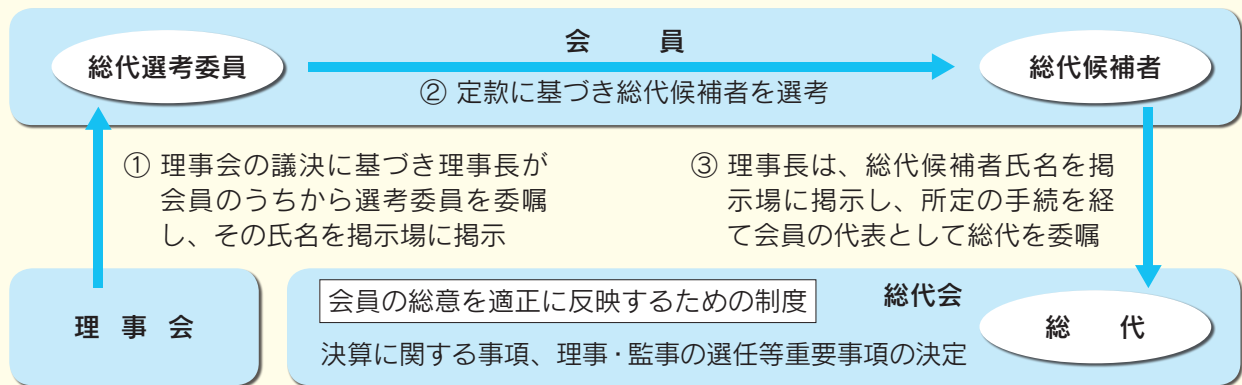 会　員
総代選考委員
総代候補者
② 定款に基づき総代候補者を選考
① 理事会の議決に基づき理事長が
会員のうちから選考委員を委嘱
し、その氏名を掲示場に掲示
③ 理事長は、総代候補者氏名を掲
示場に掲示し、所定の手続を経
て会員の代表として総代を委嘱
理 事 会
会員の総意を適正に反映するための制度
総代会
総　代
決算に関する事項、理事・監事の選任等重要事項の決定